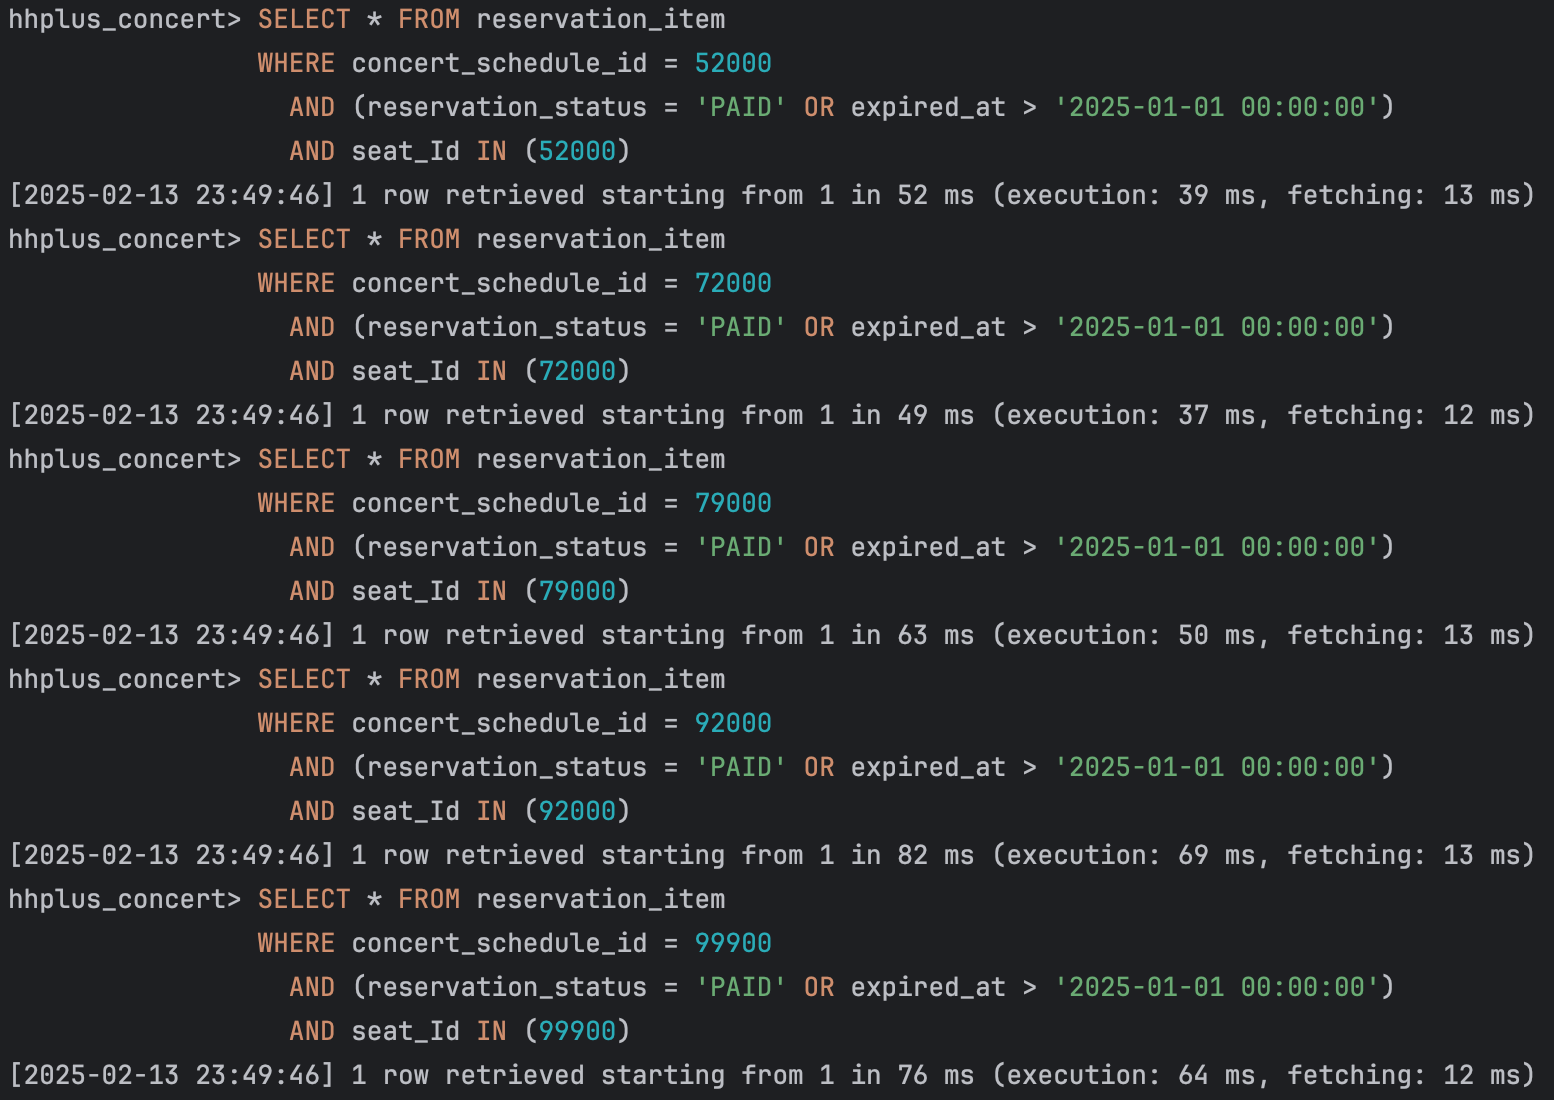 hhplus_concert> SELECT * FROM reservation_item
WHERE concert_schedule_id = 52000
AND (reservation_status = 'PAID' OR expired_at > '2025-01-01 00:00:00')
AND seat_Id IN (52000)
[2025-02-13 23:49:46] 1 row retrieved starting from 1 in 52 ms (execution: 39 ms, fetching: 13 ms)
hhplus_concert> SELECT * FROM reservation_item
WHERE concert_schedule_id = 72000
AND (reservation_status = 'PAID' OR expired_at > '2025-01-01 00:00:00')
AND seat_Id IN (72000)
[2025-02-13 23:49:46] 1 row retrieved starting from 1 in 49 ms (execution: 37 ms, fetching: 12 ms)
hhplus_concert> SELECT * FROM reservation_item
WHERE concert_schedule_id = 79000
AND (reservation_status = 'PAID' OR expired_at > '2025-01-01 00:00:00')
AND seat_Id IN (79000)
[2025-02-13 23:49:46] 1 row retrieved starting from 1 in 63 ms (execution: 50 ms, fetching: 13 ms)
hhplus_concert> SELECT * FROM reservation_item
WHERE concert_schedule_id = 92000
AND (reservation_status = 'PAID' OR expired_at > '2025-01-01 00:00:00')
AND seat_Id IN (92000)
[2025-02-13 23:49:46] 1 row retrieved starting from 1 in 82 ms (execution: 69 ms, fetching: 13 ms)
hhplus_concert> SELECT * FROM reservation_item
WHERE concert_schedule_id = 99900
AND (reservation_status = 'PAID' OR expired_at > '2025-01-01 00:00:00')
AND seat_Id IN (99900)
[2025-02-13 23:49:46] 1 row retrieved starting from 1 in 76 ms (execution: 64 ms, fetching: 12 ms)